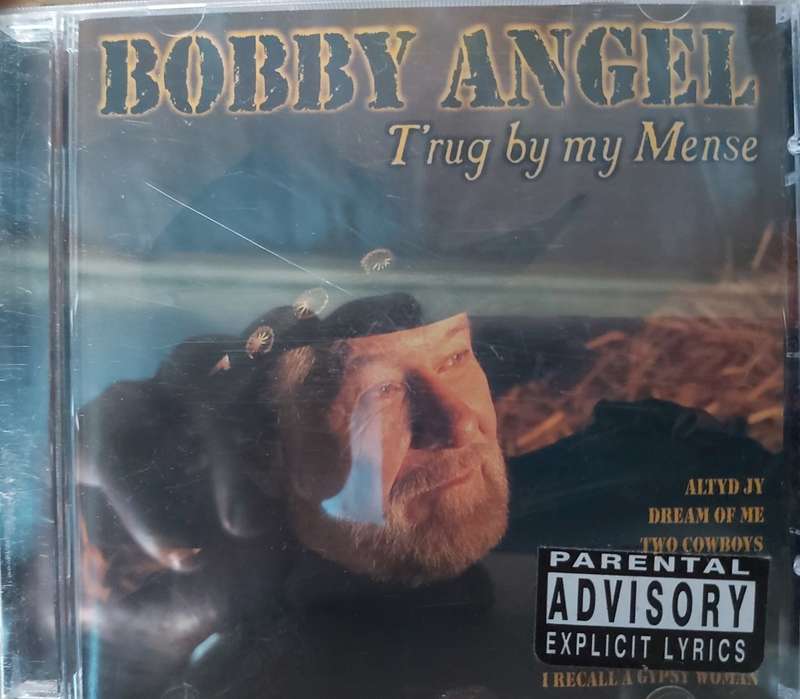 BOBBY ANGEL
T'rug by my Mense
ALTYD JY
DREAM OF ME
TWO COWBOYS
PARENTAL
ADVISORY
EXPLICIT LYRICS
I RECALL A GYPSY WOMAN